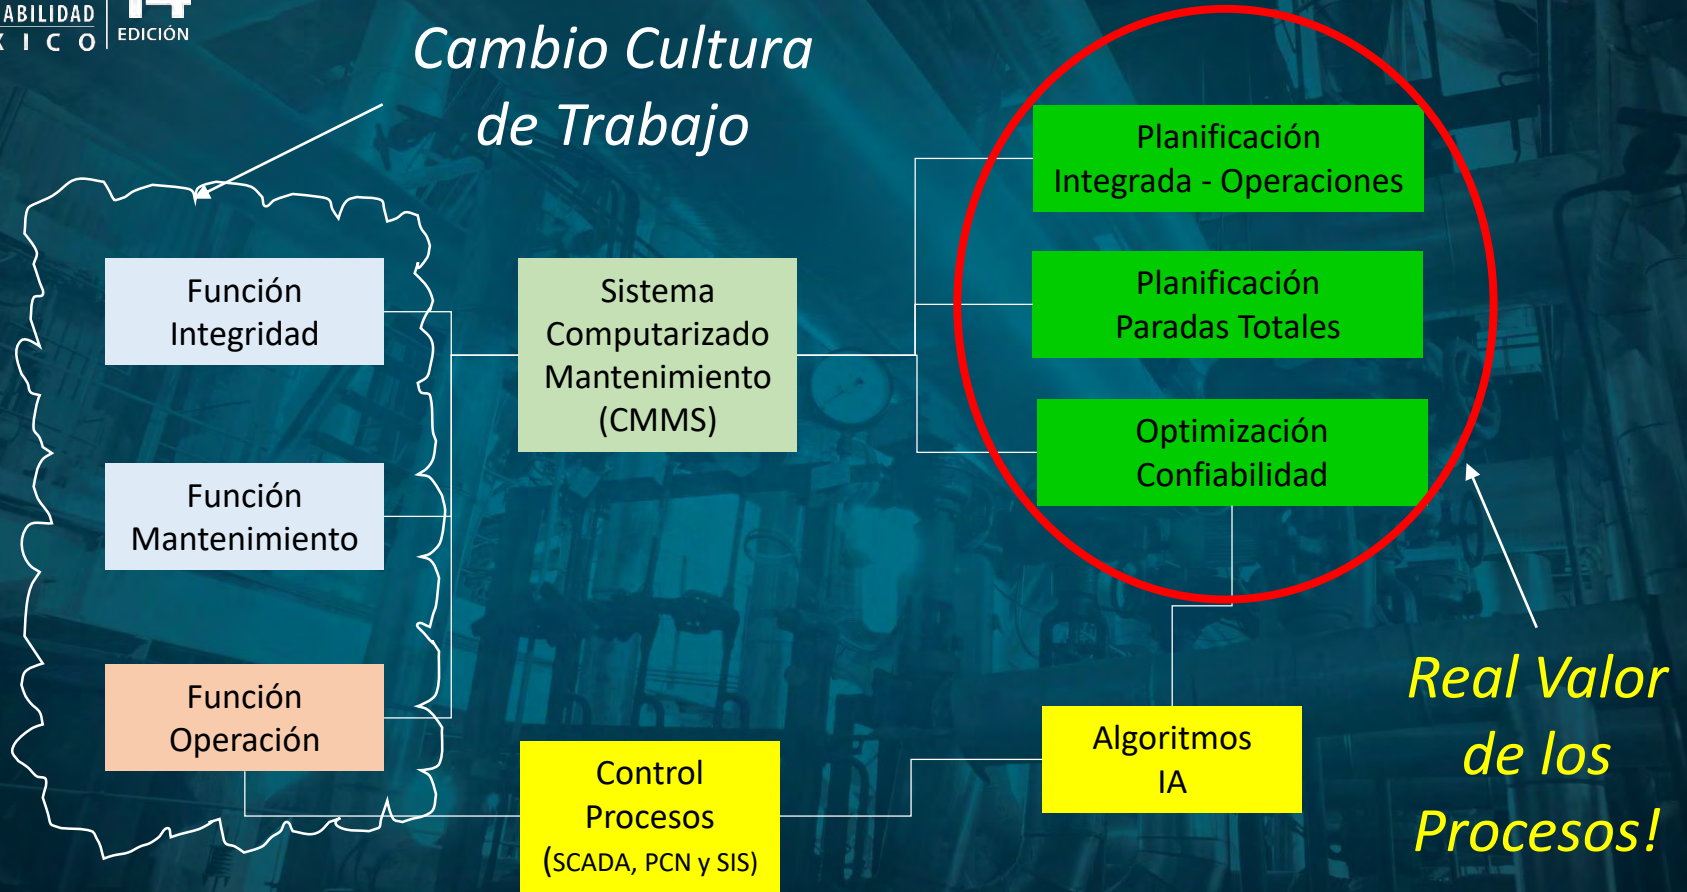 EDICIÓN
Cambio Cultura
de Trabajo
Función
Integridad
Función
Mantenimiento
Función
Operación
Sistema
Computarizado
Mantenimiento
(CMMS)
Control
Procesos
(SCADA, PCN y SIS)
Planificación
Integrada - Operaciones
Planificación
Paradas Totales
Optimización
Confiabilidad
Algoritmos
IA
Real Valor
de los
Procesos!